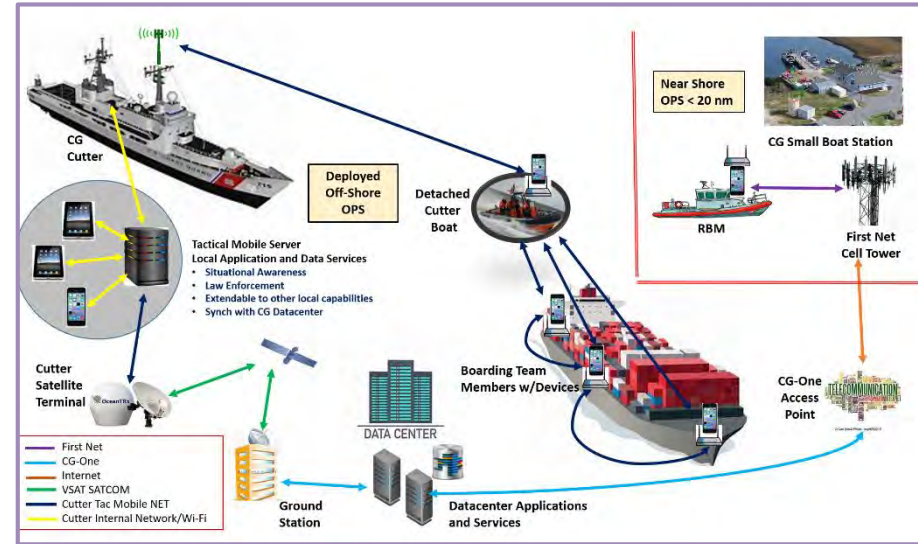 CG
Cutter
Deployed
Off-Shore
OPS
Near Shore
OPS < 20 nm
CG Small Boat Station
Detached
Cutter
Boat
RBM
First Net
Cell Tower
Tactical Mobile Server
Local Application and Data Services
• Situational Awareness
• Law Enforcement
• Extendable to other local capabilities
• Synch with CG Datacenter
Cutter
Satellite
Terminal
OceanTRx
Boarding Team
Members w/Devices
CG-One
Access
Point
TELECOMMUNICATION
DATA CENTER
Ground
Station
Datacenter Applications
and Services
First Net
CG-One
Internet
VSAT SATCOM
Cutter Tac Mobile NET
Cutter Internal Network/Wi-Fi